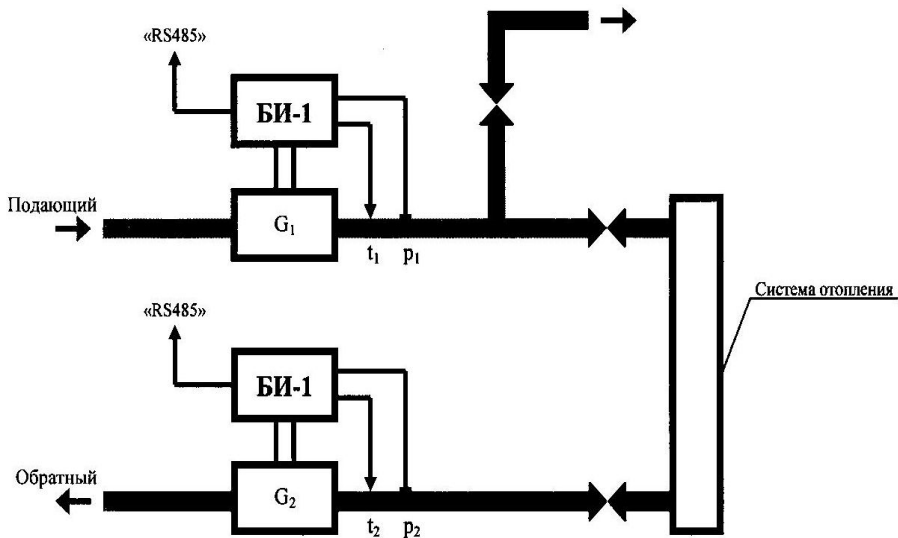 «RS485»
БИ-1
Подающий
G₁
t₁ p₁
Система отопления
«RS485»
БИ-1
Обратный
G₂
t₂ p₂